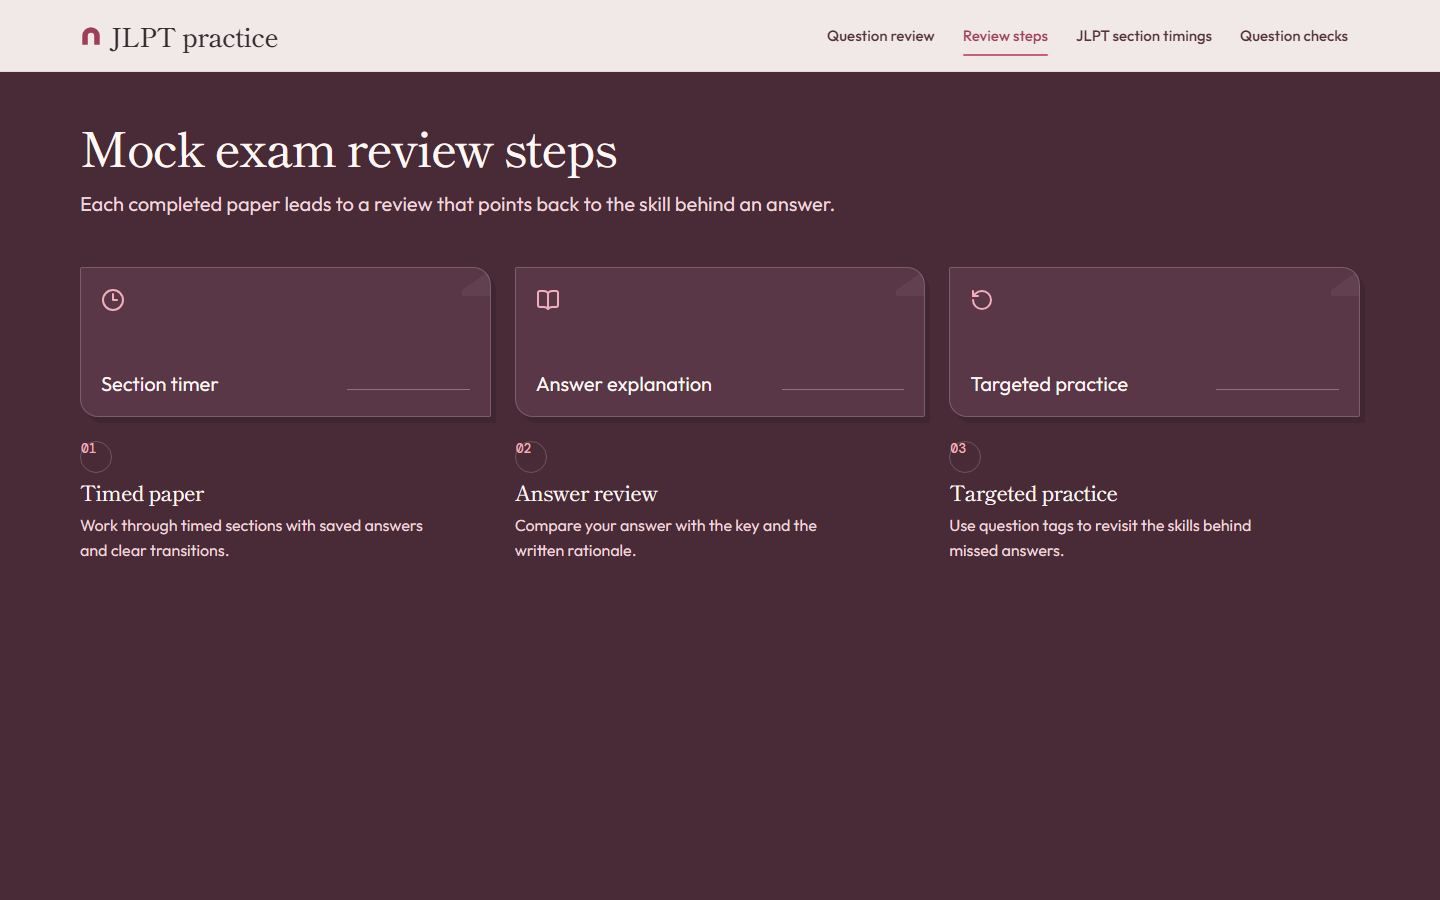 JLPT practice
Question review
Review steps
JLPT section timings
Question checks
Mock exam review steps
Each completed paper leads to a review that points back to the skill behind an answer.
Section timer
Answer explanation
Targeted practice
01
Timed paper
Work through timed sections with saved answers
and clear transitions.
02
Answer review
Compare your answer with the key and the
written rationale.
03
Targeted practice
Use question tags to revisit the skills behind
missed answers.